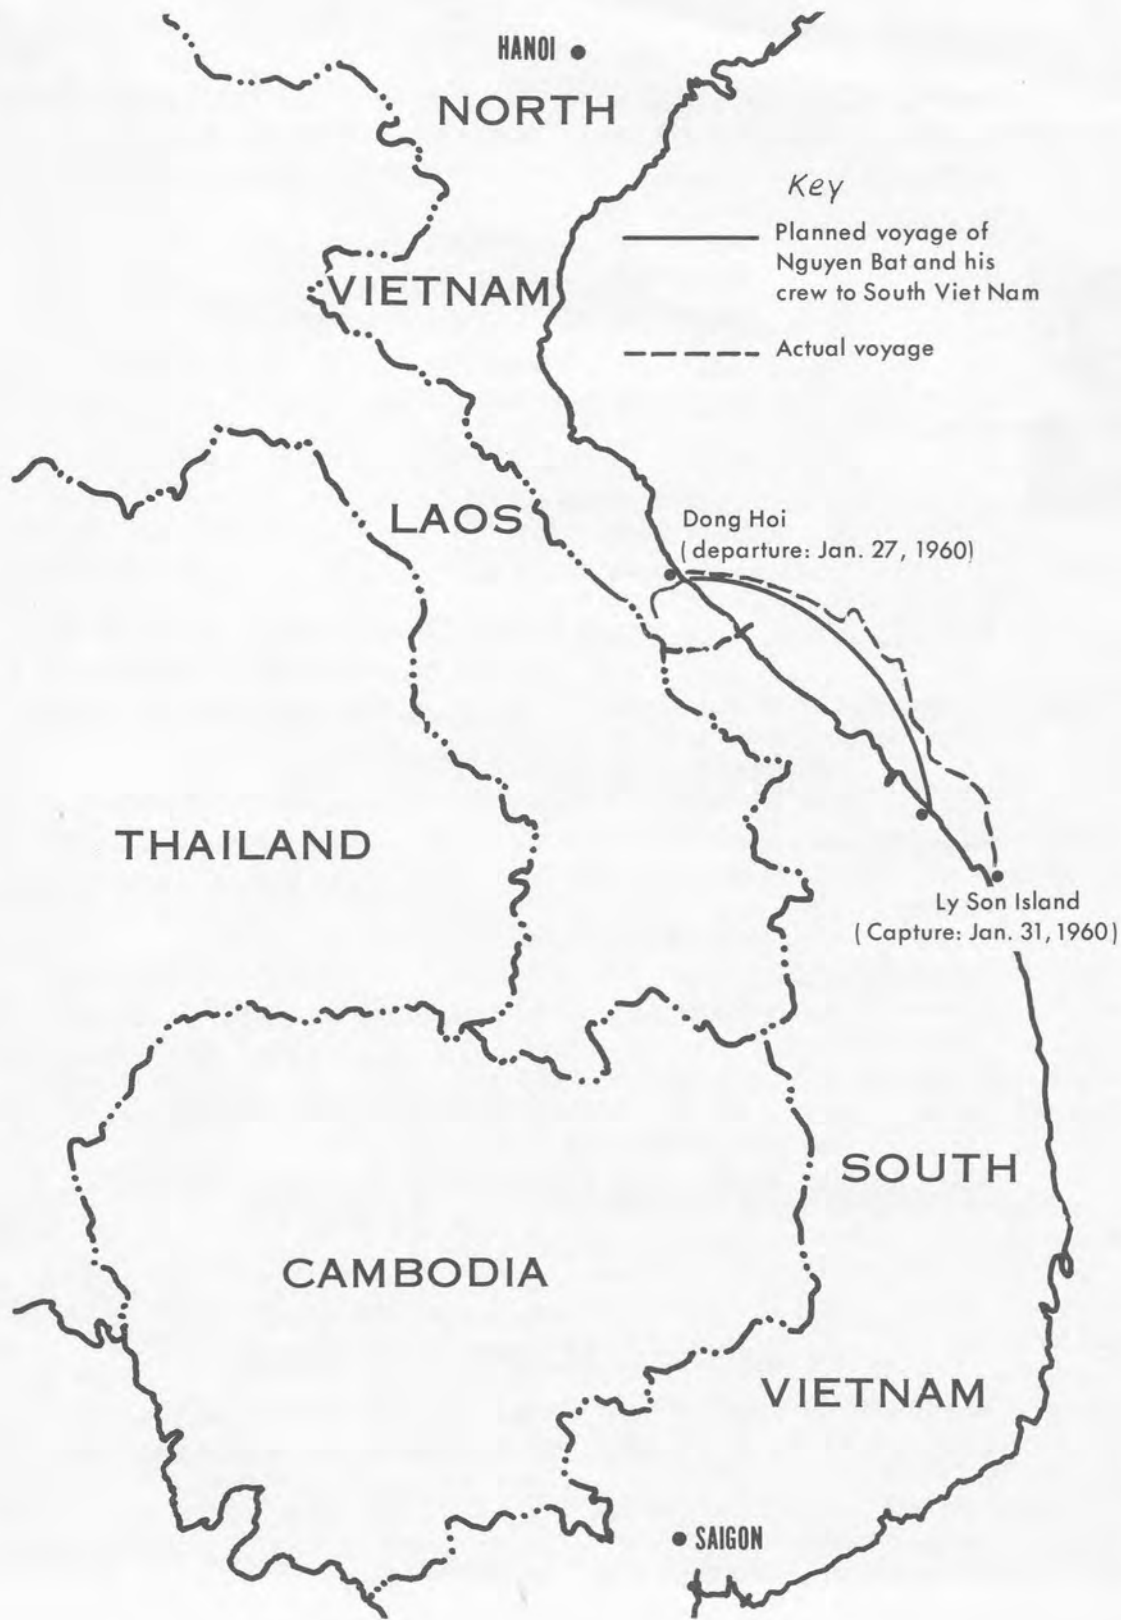 HANOI
NORTH
VIETNAM
Key
Planned voyage of
Nguyen Bat and his
crew to South Viet Nam
Actual voyage
LAOS
Dong Hoi
(departure: Jan. 27, 1960)
THAILAND
Ly Son Island
(Capture: Jan. 31, 1960)
SOUTH
CAMBODIA
VIETNAM
SAIGON